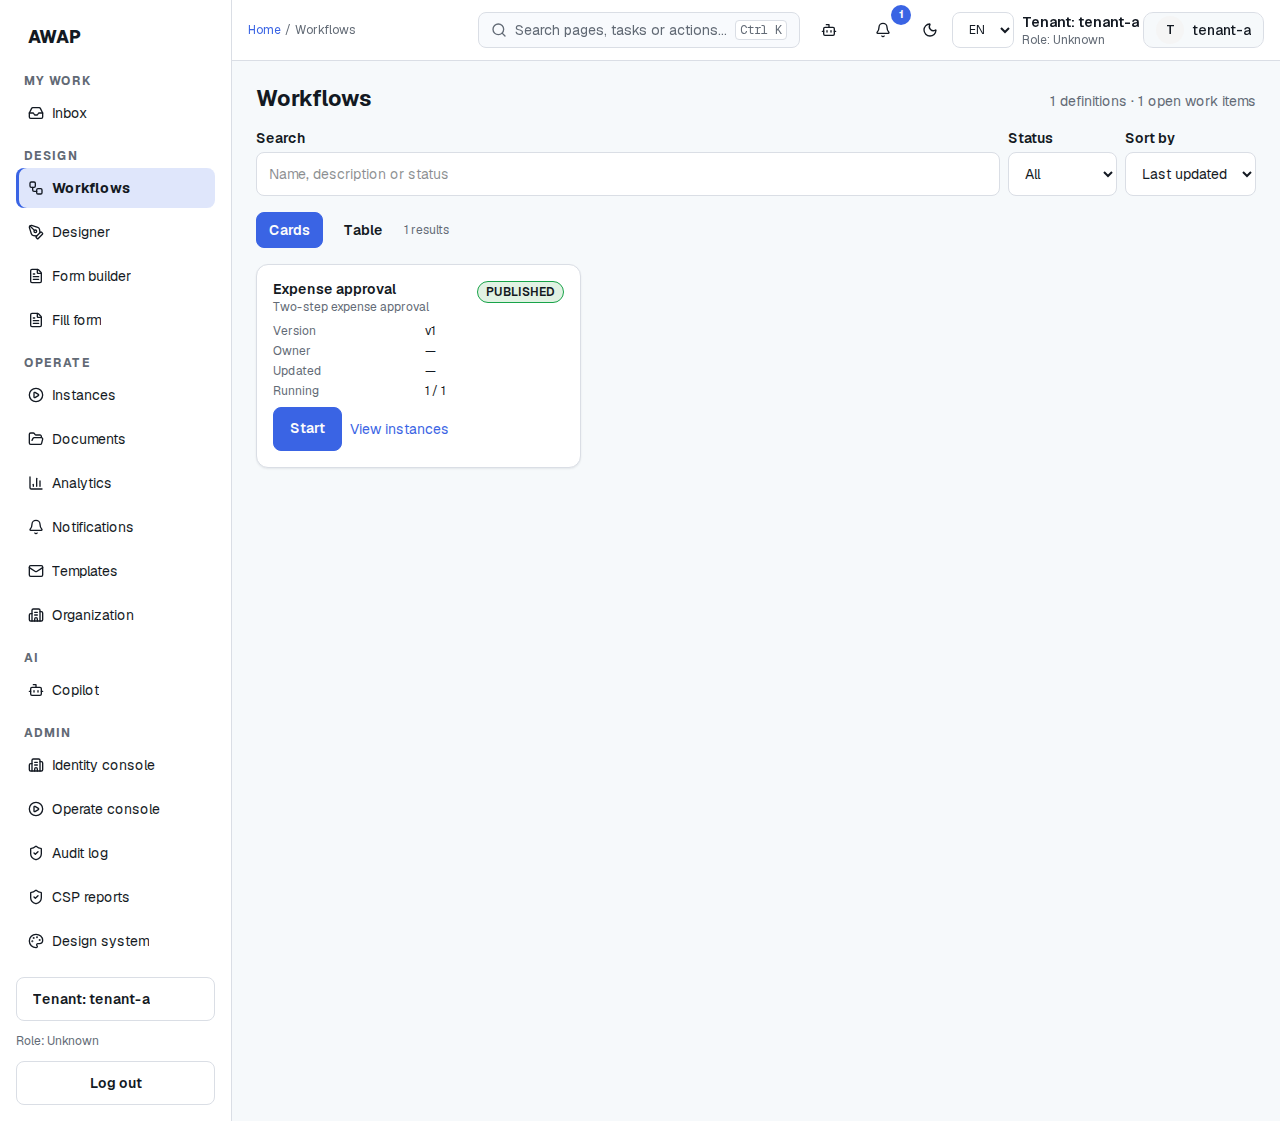 AWAP
MY WORK
Inbox
DESIGN
Workflows
Designer
Form builder
Fill form
OPERATE
Instances
Documents
Analytics
Notifications
Templates
Organization
AI
Copilot
ADMIN
Identity console
Operate console
Audit log
CSP reports
Design system
Tenant: tenant-a
Role: Unknown
Log out
Home / Workflows
Search pages, tasks or actions... Ctrl K
1
EN
Tenant: tenant-a
Role: Unknown
T tenant-a
Workflows
1 definitions · 1 open work items
Search Status Sort by
Name, description or status All Last updated
Cards Table 1 results
Expense approval PUBLISHED
Two-step expense approval
Version v1
Owner —
Updated —
Running 1 / 1
Start View instances